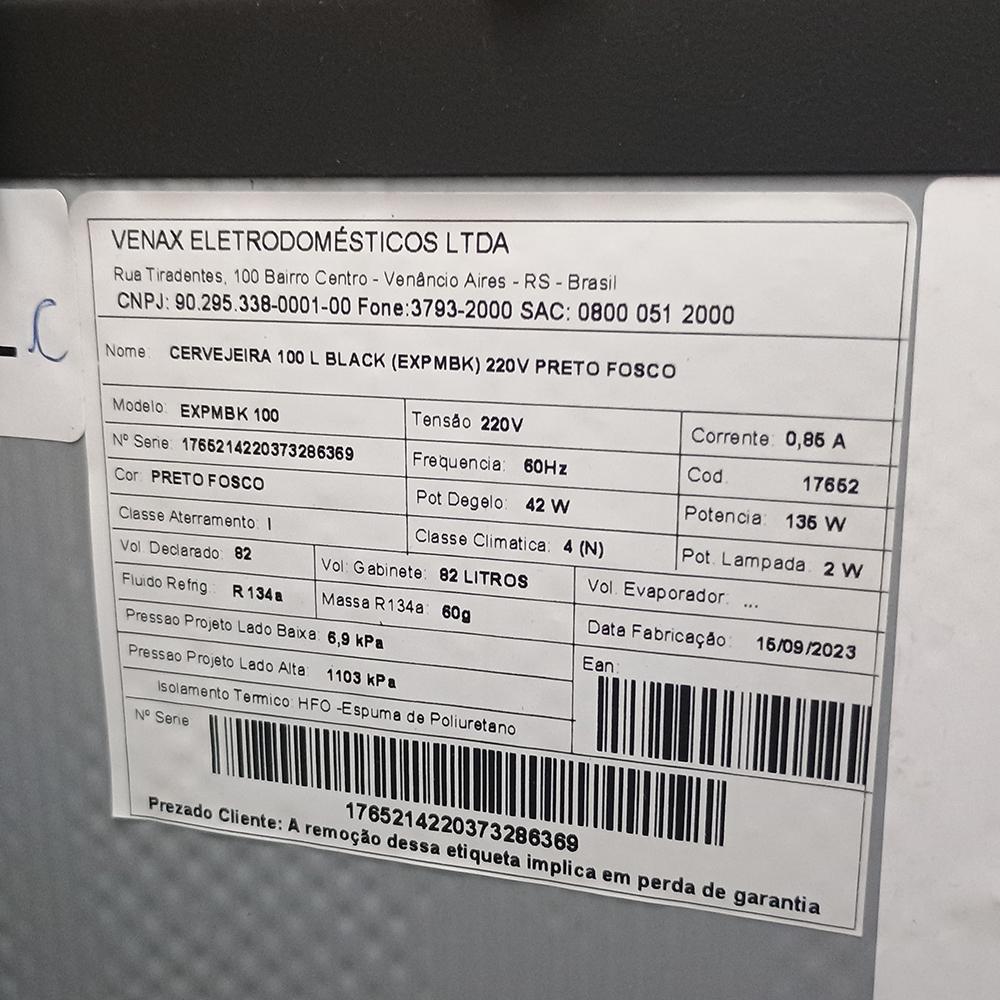 VENAX ELETRODOMÉSTICOS LTDA
Rua Tiradentes, 100 Bairro Centro - Venâncio Aires - RS - Brasil
CNPJ: 90.295.338-0001-00 Fone:3793-2000 SAC: 0800 051 2000
Nome: CERVEJEIRA 100 L BLACK (EXPMBK) 220V PRETO FOSCO
Modelo: EXPMBK 100
Tensão 220V
Corrente: 0,85 A
Nº Serie: 1765214220373286369
Frequencia: 60Hz
Cod. 17652
Cor: PRETO FOSCO
Pot Degelo: 42 W
Potencia: 135 W
Classe Aterramento: I
Classe Climatica: 4 (N)
Pot. Lampada 2 W
Vol. Declarado: 82
Vol: Gabinete: 82 LITROS
Vol. Evaporador: ...
Fluido Refrig.: R 134a
Massa R134a: 60g
Data Fabricação: 15/09/2023
Pressao Projeto Lado Baixa: 6,9 kPa
Ean:
Pressao Projeto Lado Alta: 1103 kPa
Isolamento Termico: HFO -Espuma de Poliuretano
Nº Serie
1765214220373286369
Prezado Cliente: A remoção dessa etiqueta implica em perda de garantia